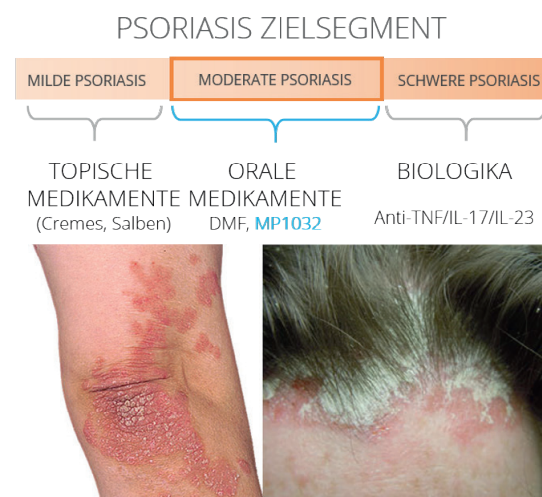 PSORIASIS ZIELSEGMENT
MILDE PSORIASIS
MODERATE PSORIASIS
SCHWERE PSORIASIS
TOPISCHE
MEDIKAMENTE
(Cremes, Salben)
ORALE
MEDIKAMENTE
DMF, MP1032
BIOLOGIKA
Anti-TNF/IL-17/IL-23